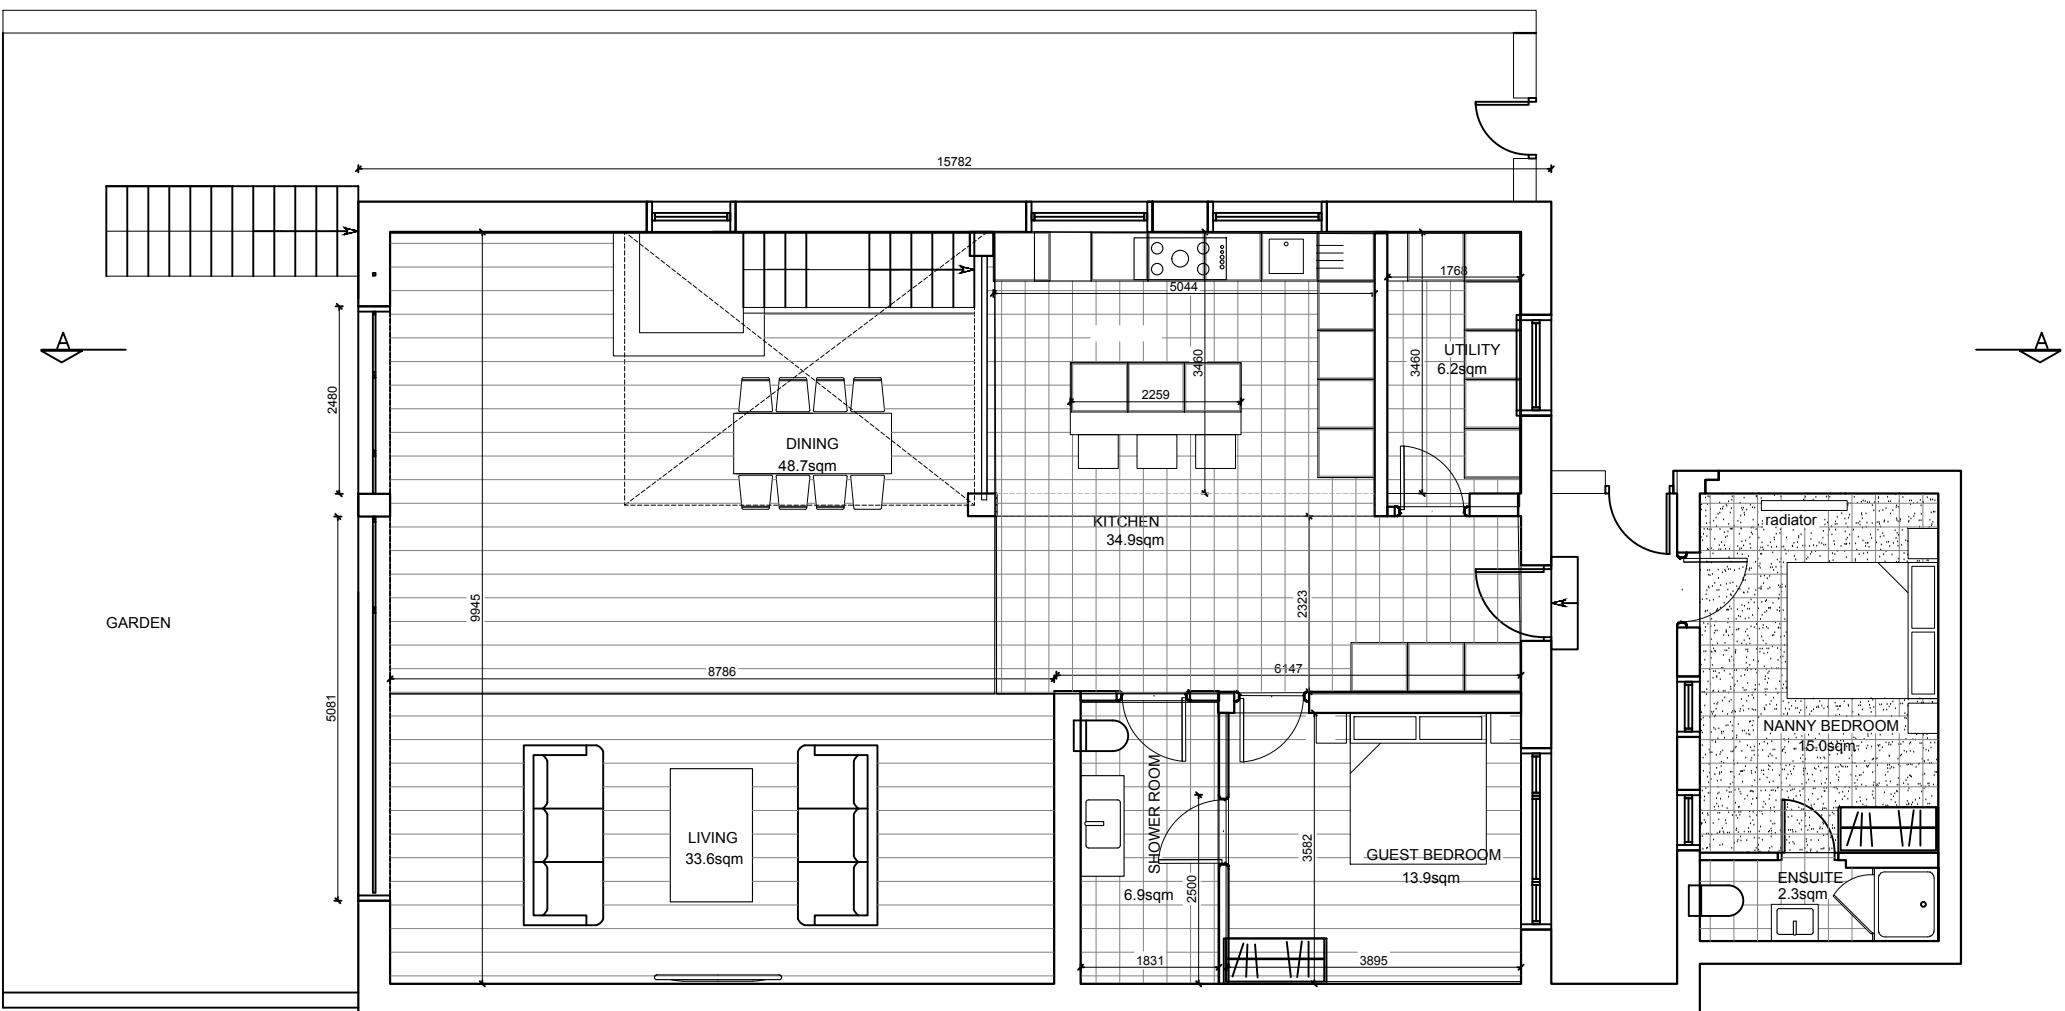 15782
A
A
1768
5044
UTILITY
6.2sqm
3460
3460
2480
2259
DINING
48.7sqm
KITCHEN
34.9sqm
radiator
9945
2323
GARDEN
8786
6147
5081
NANNY BEDROOM
15.0sqm
LIVING
33.6sqm
SHOWER ROOM
6.9sqm
2500
3582
GUEST BEDROOM
13.9sqm
ENSUITE
2.3sqm
1831
3895